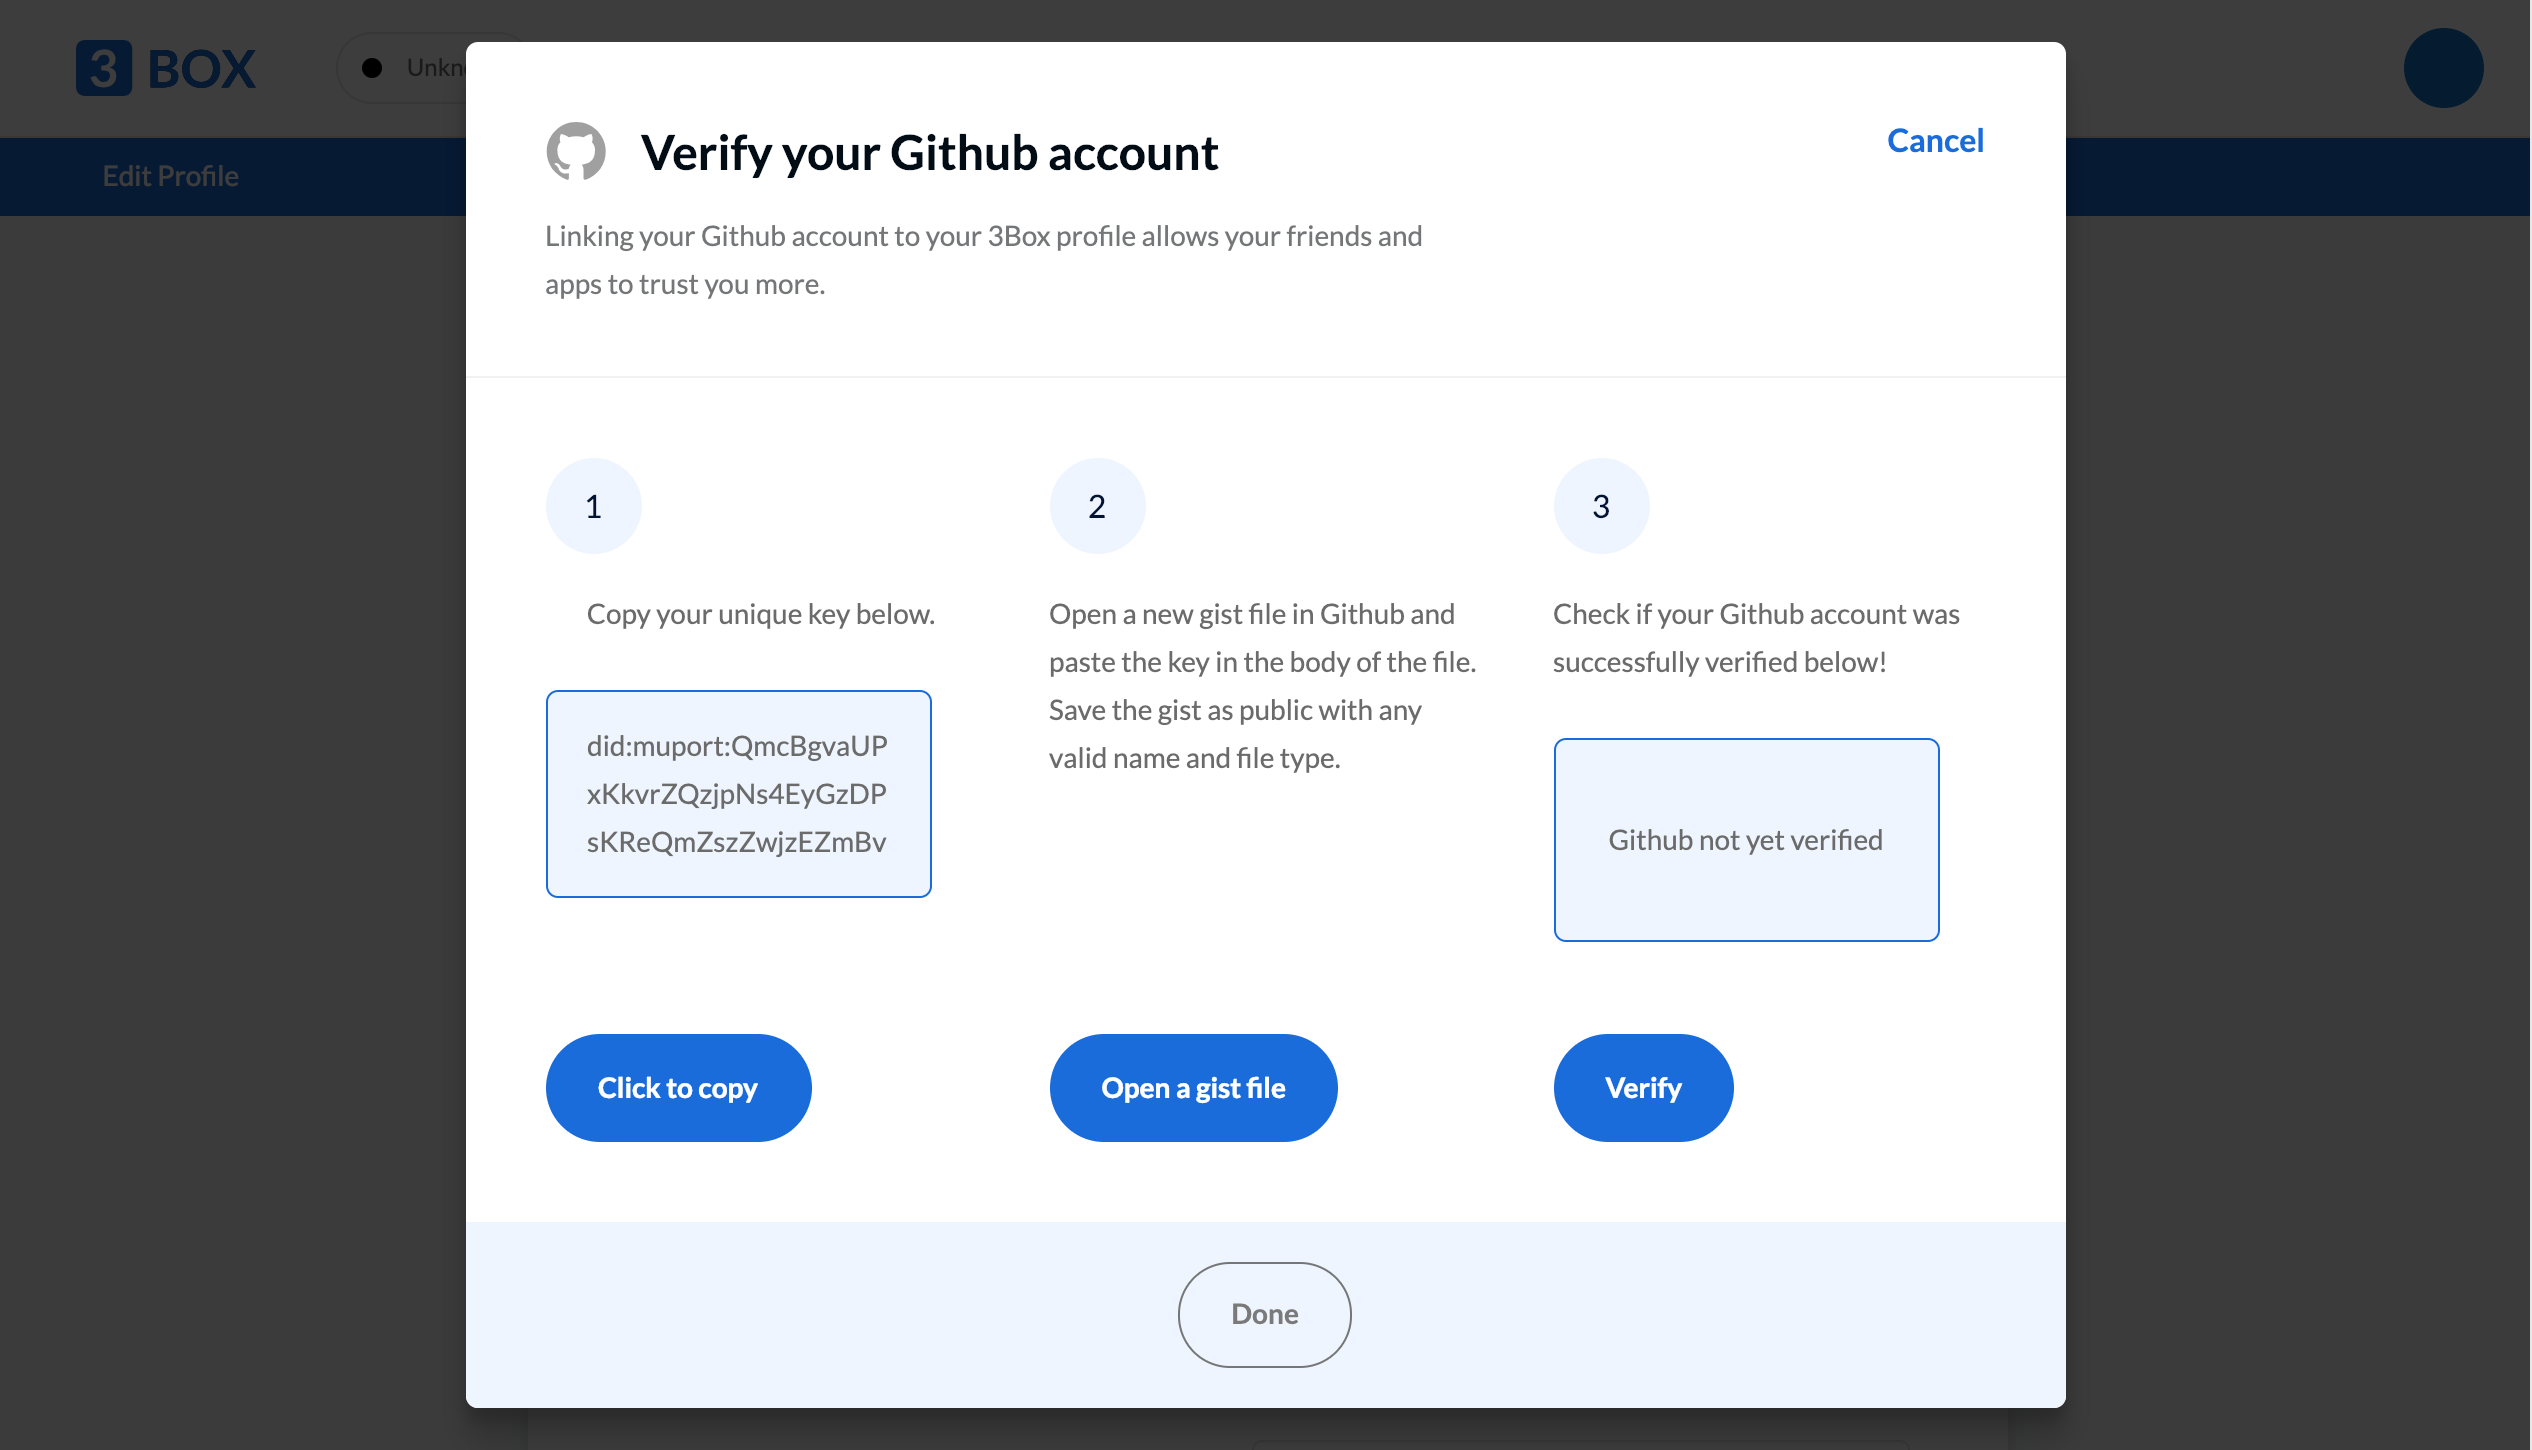 3 BOX
Edit Profile
Verify your Github account
Cancel
Linking your Github account to your 3Box profile allows your friends and
apps to trust you more.
1
Copy your unique key below.
did:muport:QmcBgvaUP
xKkvrZQzjpNs4EyGzDP
sKReQmZszZwjzEZmBv
Click to copy
2
Open a new gist file in Github and
paste the key in the body of the file.
Save the gist as public with any
valid name and file type.
Open a gist file
3
Check if your Github account was
successfully verified below!
Github not yet verified
Verify
Done